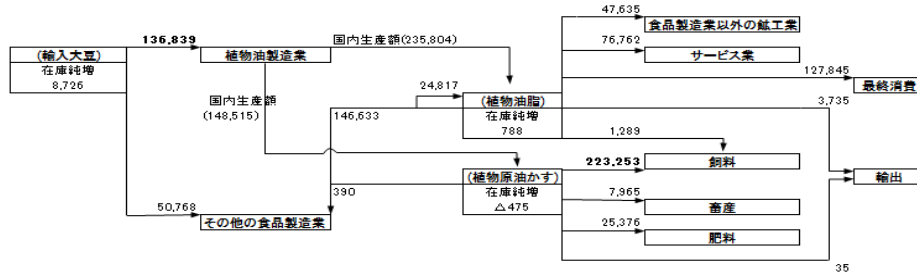 47,635
食品製造業以外の鉱工業
136,839
国内生産額(235,804)
(輸入大豆)
植物油製造業
76,762
サービス業
在庫純増
8,726
127,845
最終消費
国内生産額
(148,515)
24,817
146,633
(植物油脂)
在庫純増
788
3,735
1,289
223,253
飼料
(植物原油かす)
在庫純増
△475
390
輸出
7,965
畜産
50,768
その他の食品製造業
25,376
肥料
35